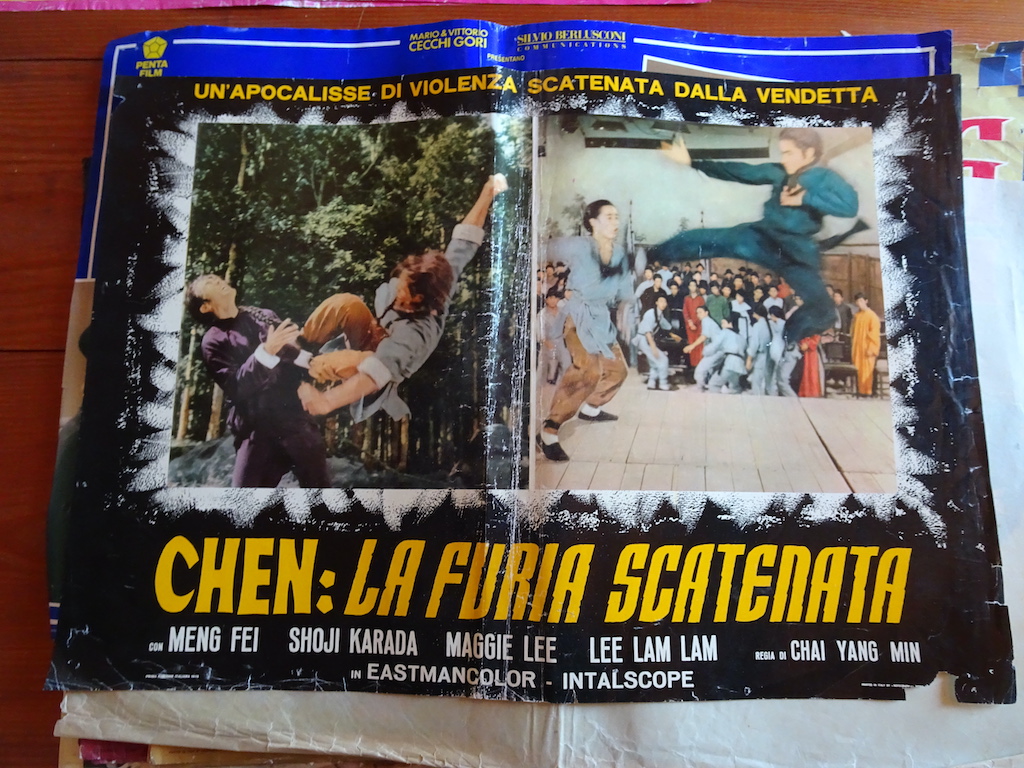 PENTA
FILM
MARIO & VITTORIO
CECCHI GORI
SILVIO BERLUSCONI
COMMUNICATIONS
PRESENTANO
UN'APOCALISSE DI VIOLENZA SCATENATA DALLA VENDETTA
CHEN: LA FURIA SCATENATA
CON MENG FEI SHOJI KARADA MAGGIE LEE LEE LAM LAM REGIA DI CHAI YANG MIN
IN EASTMANCOLOR - INTALSCOPE